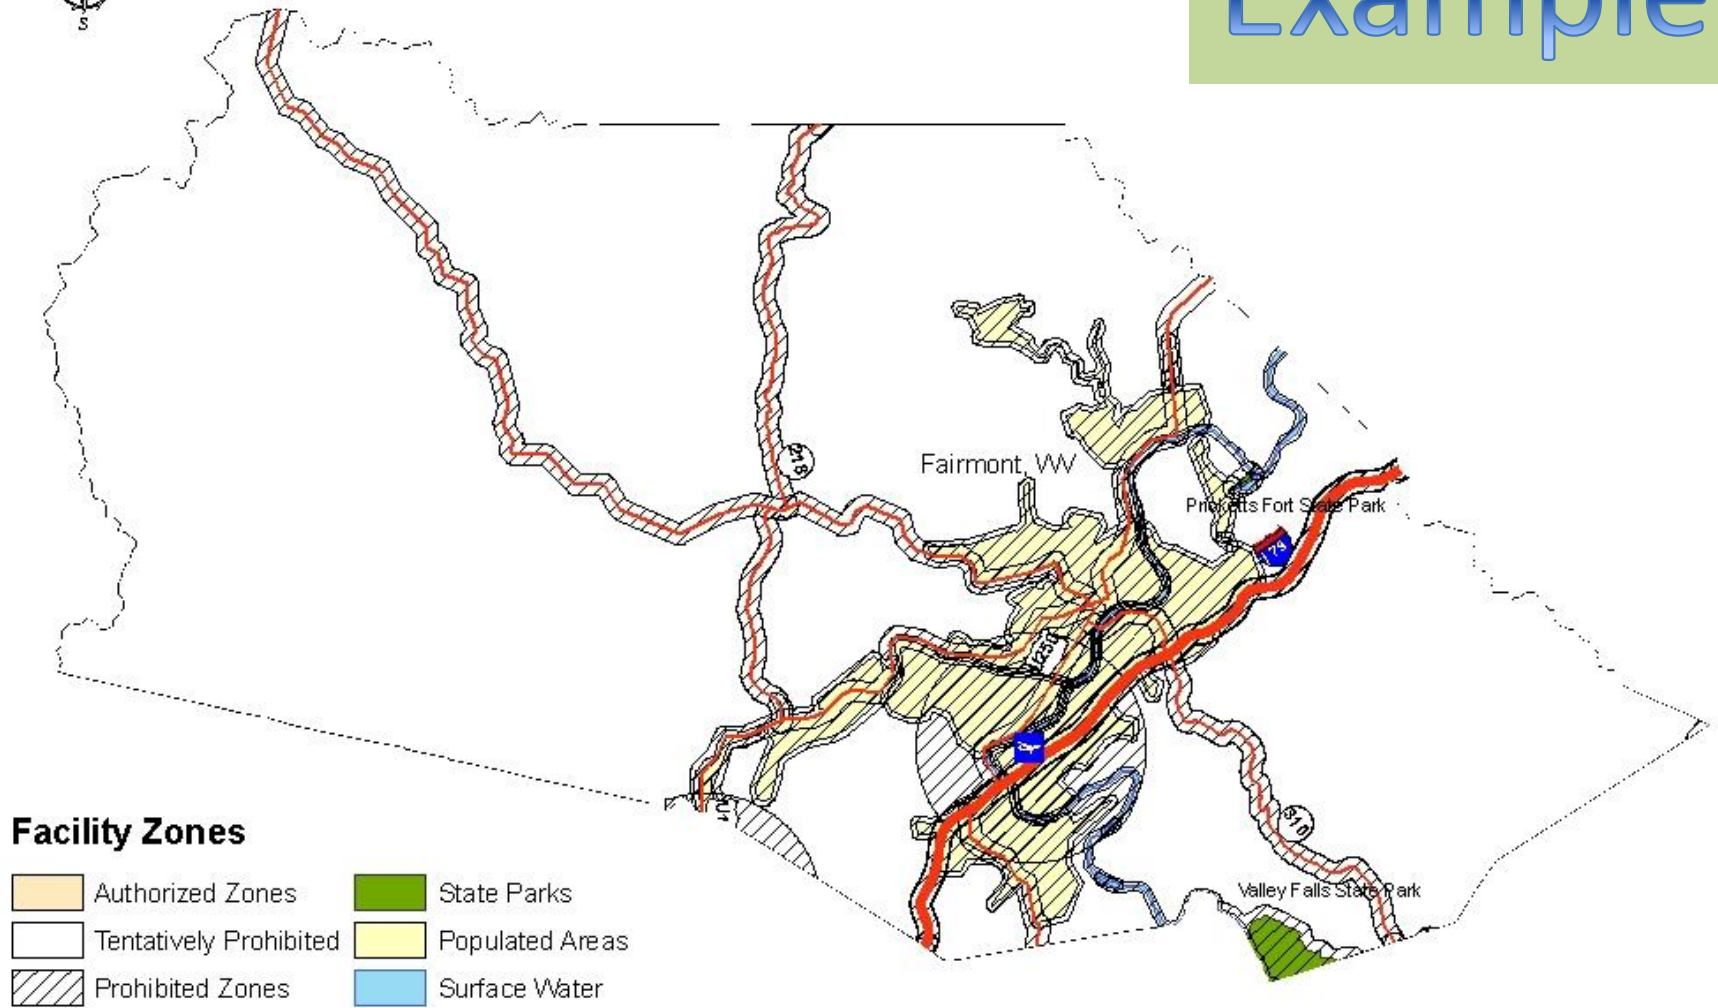 S
Example
218
Fairmont, WV
Pricketts Fort State Park
I79
250
310
Valley Falls State Park
Facility Zones
Authorized Zones
State Parks
Tentatively Prohibited
Populated Areas
Prohibited Zones
Surface Water